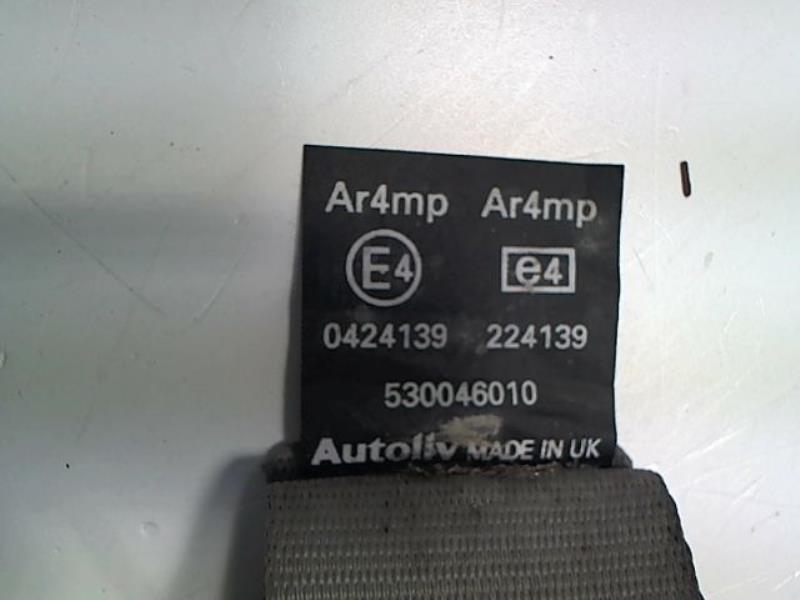 Ar4mp Ar4mp
E4 e4
0424139 224139
530046010
Autoliv MADE IN UK